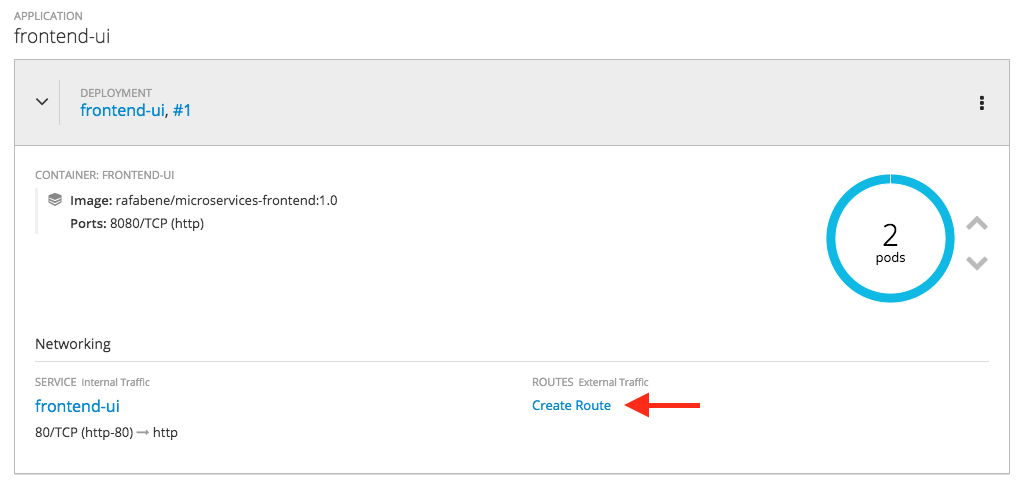 APPLICATION
frontend-ui
DEPLOYMENT
frontend-ui, #1
CONTAINER: FRONTEND-UI
Image: rafabene/microservices-frontend:1.0
Ports: 8080/TCP (http)
2
pods
Networking
SERVICE Internal Traffic
frontend-ui
80/TCP (http-80) → http
ROUTES External Traffic
Create Route